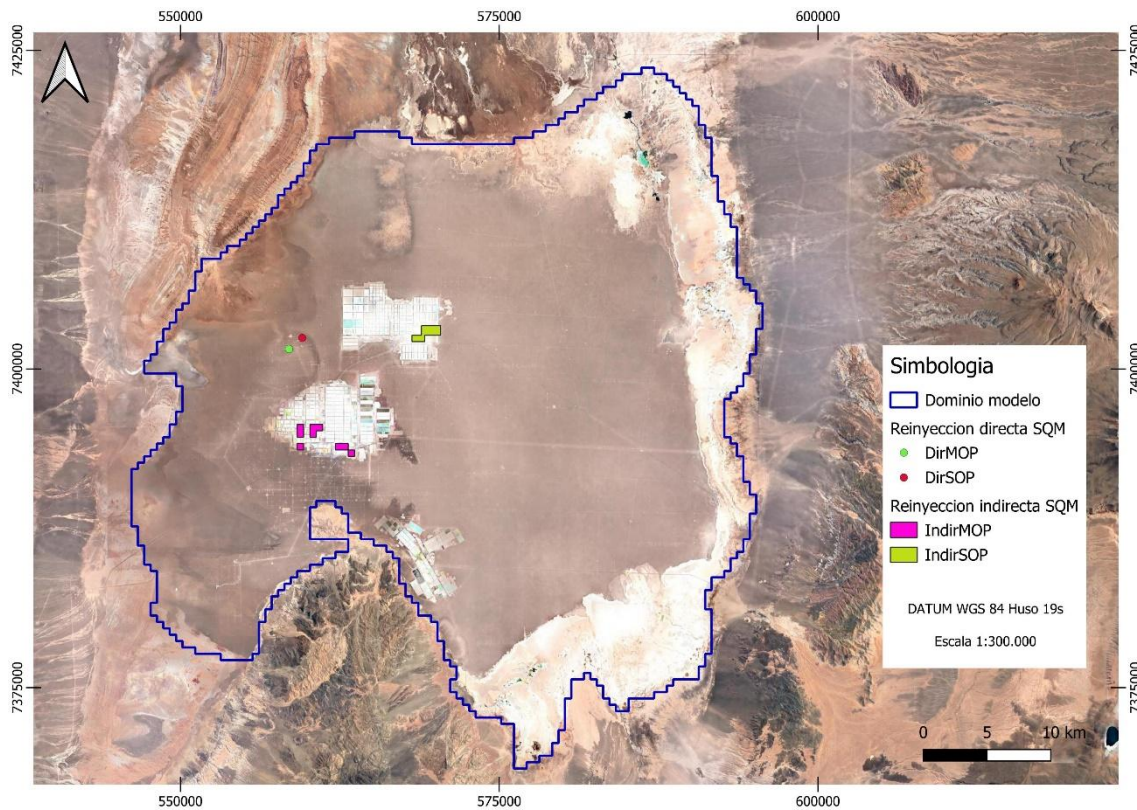 550000 575000 600000
7425000 7425000
7400000 7400000
7375000 7375000
Simbologia
Dominio modelo
Reinyeccion directa SQM
DirMOP
DirSOP
Reinyeccion indirecta SQM
IndirMOP
IndirSOP
DATUM WGS 84 Huso 19s
Escala 1:300.000
0 5 10 km
550000 575000 600000